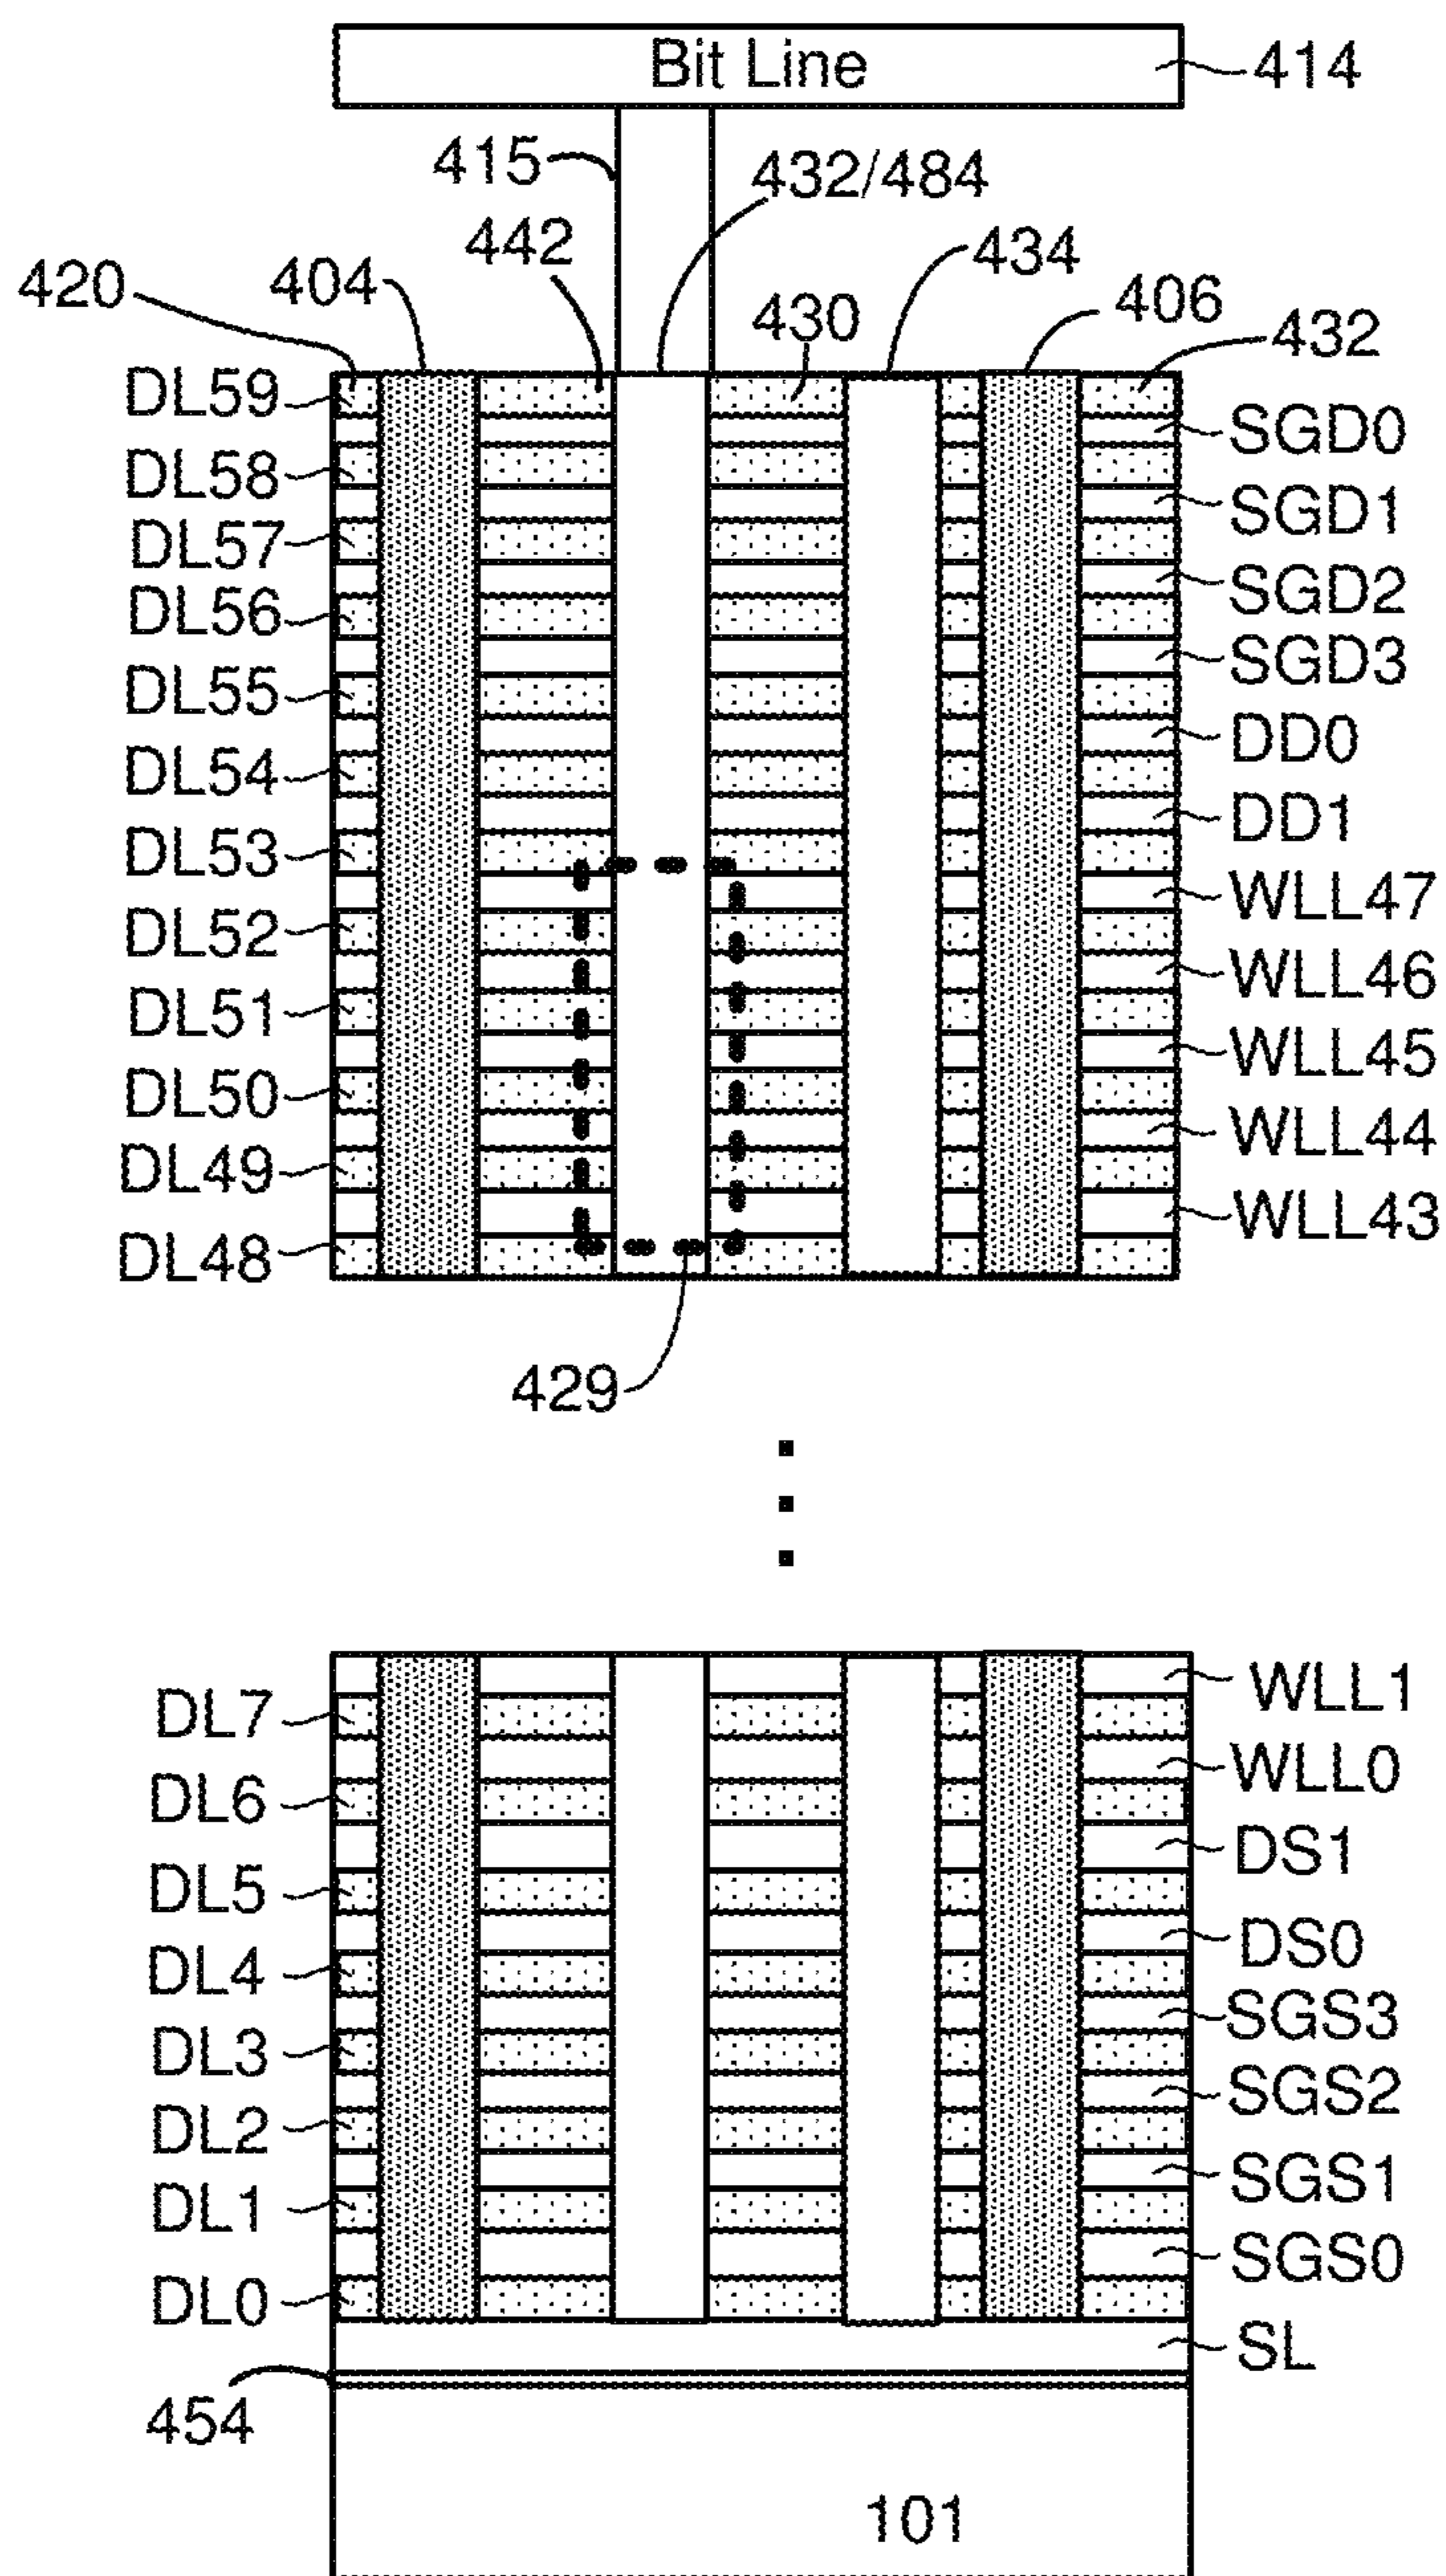 Bit Line
414
415
432/484
442
434
420
404
430
406
432
DL59
SGD0
DL58
SGD1
DL57
SGD2
DL56
SGD3
DL55
DD0
DL54
DD1
DL53
WLL47
DL52
WLL46
DL51
WLL45
DL50
WLL44
DL49
WLL43
DL48
429
WLL1
DL7
WLL0
DL6
DS1
DL5
DS0
DL4
SGS3
DL3
SGS2
DL2
SGS1
DL1
SGS0
DL0
SL
454
101